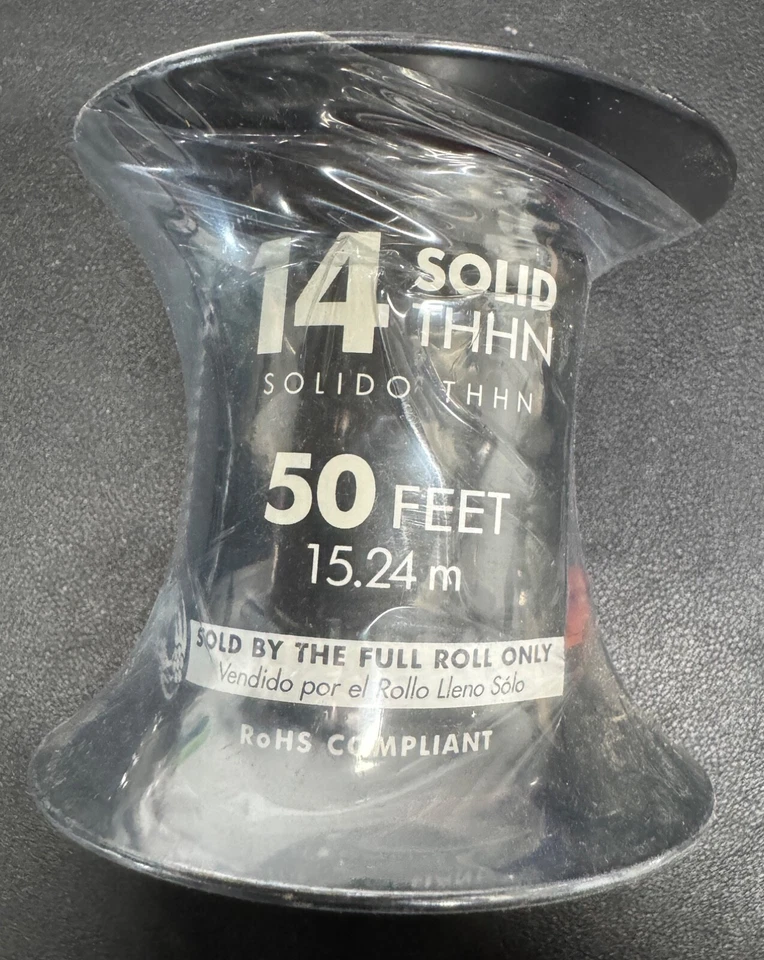 14 SOLID
THHN
SOLIDO THHN
50 FEET
15.24 m
SOLD BY THE FULL ROLL ONLY
Vendido por el Rollo Lleno Sólo
RoHS COMPLIANT